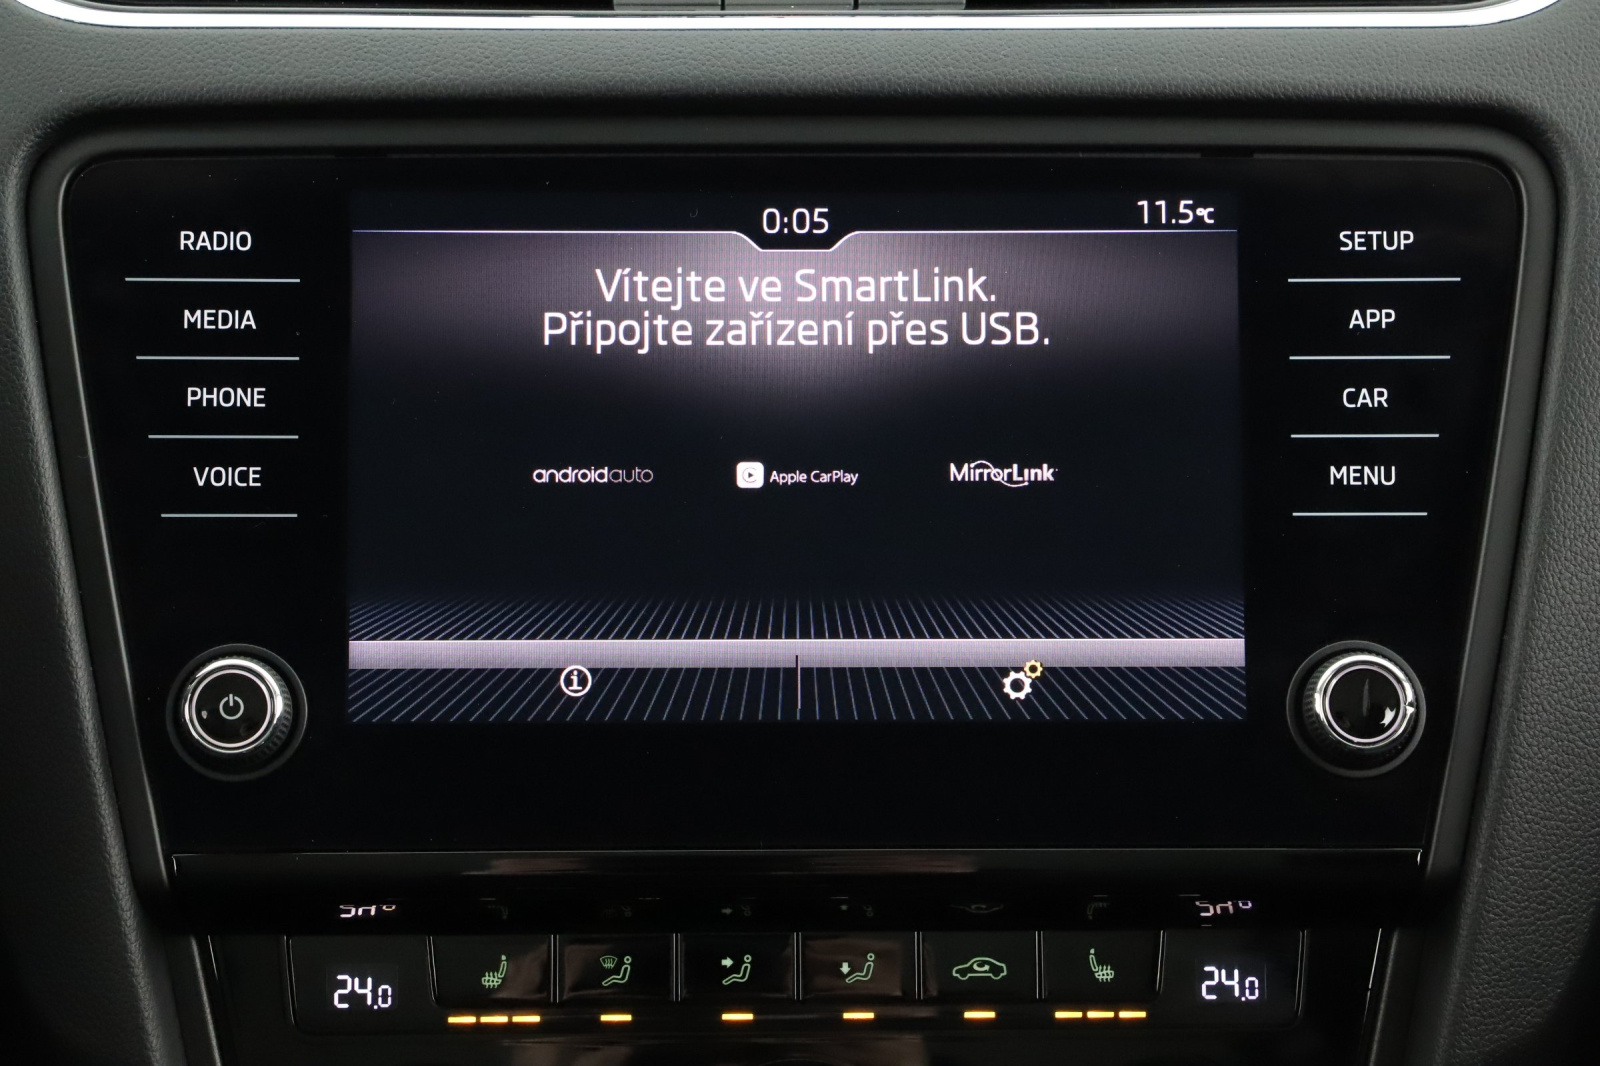 0:05
11.5°C
RADIO
MEDIA
PHONE
VOICE
Vítejte ve SmartLink.
Připojte zařízení přes USB.
androidauto
Apple CarPlay
MirrorLink
SETUP
APP
CAR
MENU
24.0
24.0